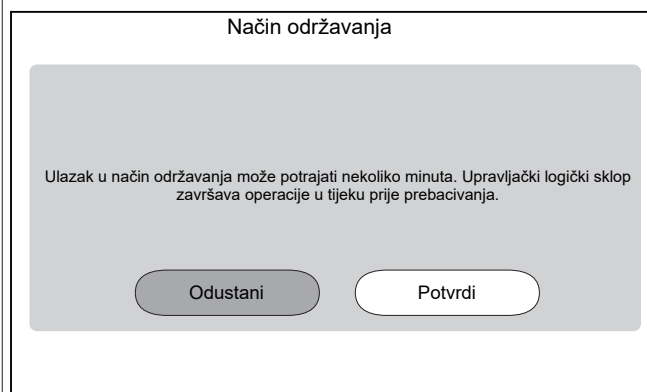 Način održavanja
Ulazak u način održavanja može potrajati nekoliko minuta. Upravljački logički sklop
završava operacije u tijeku prije prebacivanja.
Odustani
Potvrdi